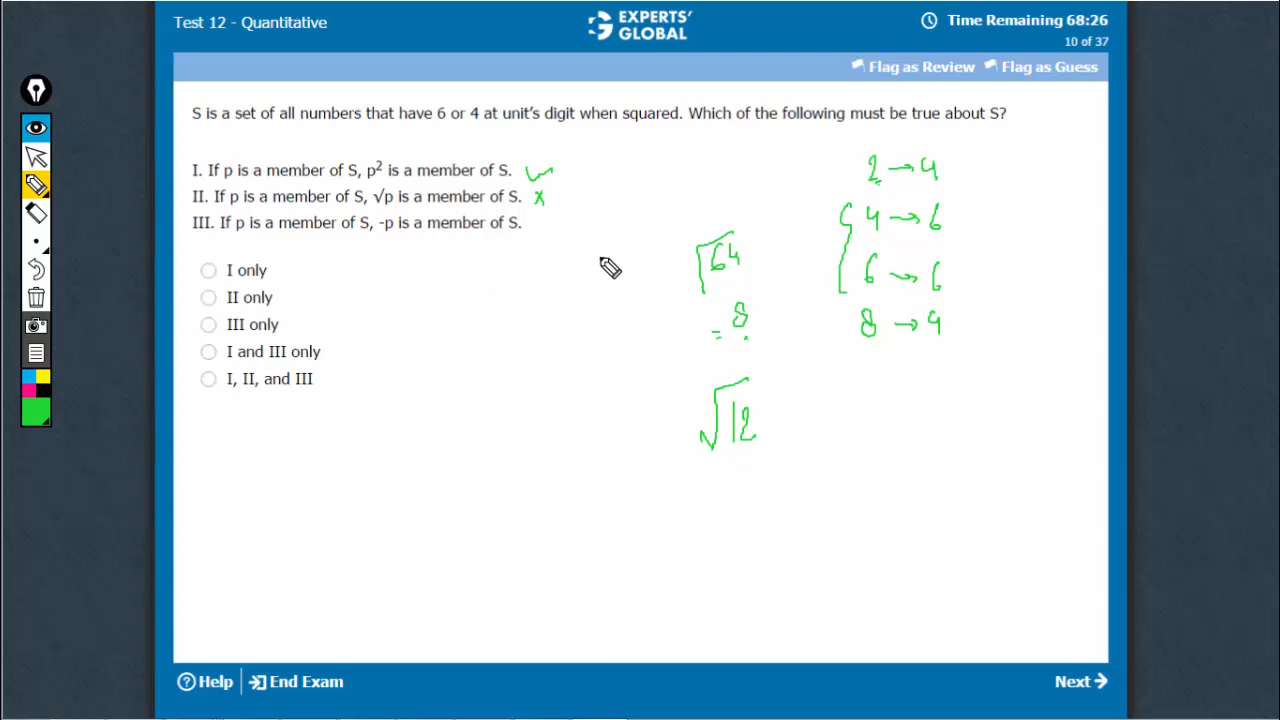 Test 12 - Quantitative
EXPERTS’
GLOBAL
Time Remaining 68:26
10 of 37
Flag as Review
Flag as Guess
S is a set of all numbers that have 6 or 4 at unit’s digit when squared. Which of the following must be true about S?
I. If p is a member of S, p² is a member of S.
II. If p is a member of S, √p is a member of S. x
III. If p is a member of S, -p is a member of S.
I only
II only
III only
I and III only
I, II, and III
√64
= 8
√12
2 → 4
4 → 6
6 → 6
8 → 4
Help
End Exam
Next